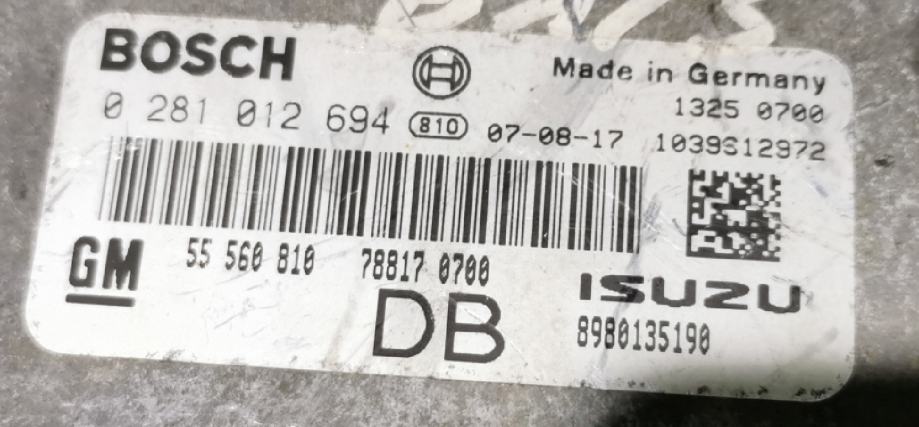 BOSCH
Made in Germany
0 281 012 694 810 07-08-17
1325 0700
1039S12972
GM
55 560 810 78817 0700
DB
ISUZU
8980135190